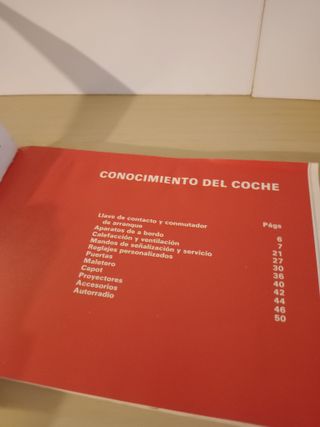 CONOCIMIENTO DEL COCHE
Págs
Llave de contacto y conmutador
de arranque 6
Aparatos de a bordo 7
Calefacción y ventilación 21
Mandos de señalización y servicio 27
Reglajes personalizados 30
Puertas 36
Maletero 40
Capot 42
Proyectores 44
Accesorios 46
Autorradio 50